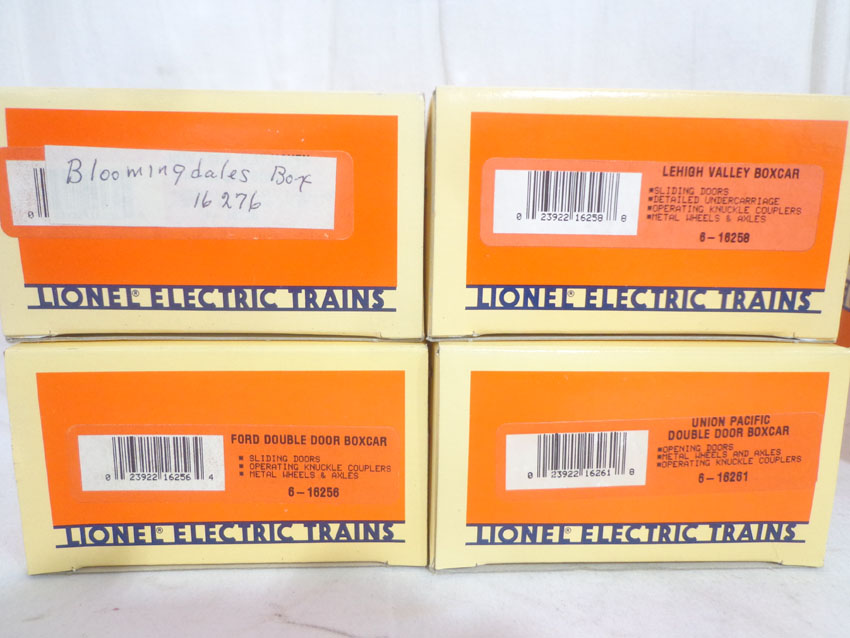 Bloomingdales Box
16276
0
LIONEL® ELECTRIC TRAINS
LEHIGH VALLEY BOXCAR
*SLIDING DOORS
*DETAILED UNDERCARRIAGE
*OPERATING KNUCKLE COUPLERS
*METAL WHEELS & AXLES
0 23922 16258 8
6-16258
LIONEL® ELECTRIC TRAINS
FORD DOUBLE DOOR BOXCAR
* SLIDING DOORS
* OPERATING KNUCKLE COUPLERS
* METAL WHEELS & AXLES
0 23922 16256 4
6-16256
LIONEL® ELECTRIC TRAINS
UNION PACIFIC
DOUBLE DOOR BOXCAR
*OPENING DOORS
*METAL WHEELS AND AXLES
*OPERATING KNUCKLE COUPLERS
0 23922 16261 8
6-16261
LIONEL® ELECTRIC TRAINS